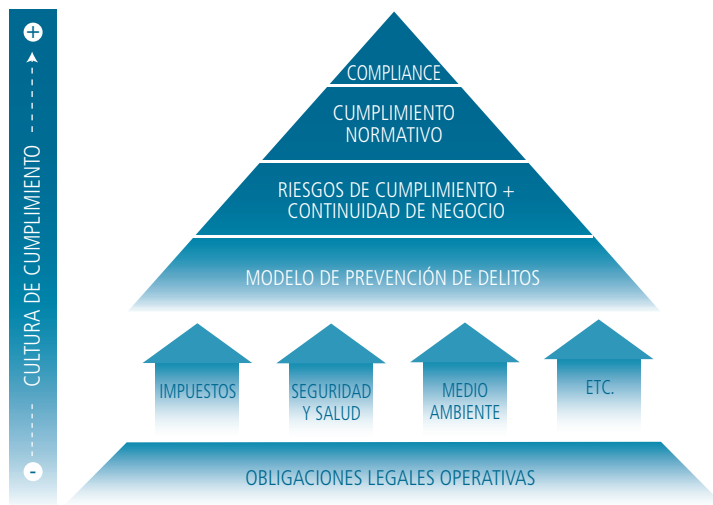 +
CULTURA DE CUMPLIMIENTO
-
COMPLIANCE
CUMPLIMIENTO
NORMATIVO
RIESGOS DE CUMPLIMIENTO +
CONTINUIDAD DE NEGOCIO
MODELO DE PREVENCIÓN DE DELITOS
IMPUESTOS
SEGURIDAD
Y SALUD
MEDIO
AMBIENTE
ETC.
OBLIGACIONES LEGALES OPERATIVAS